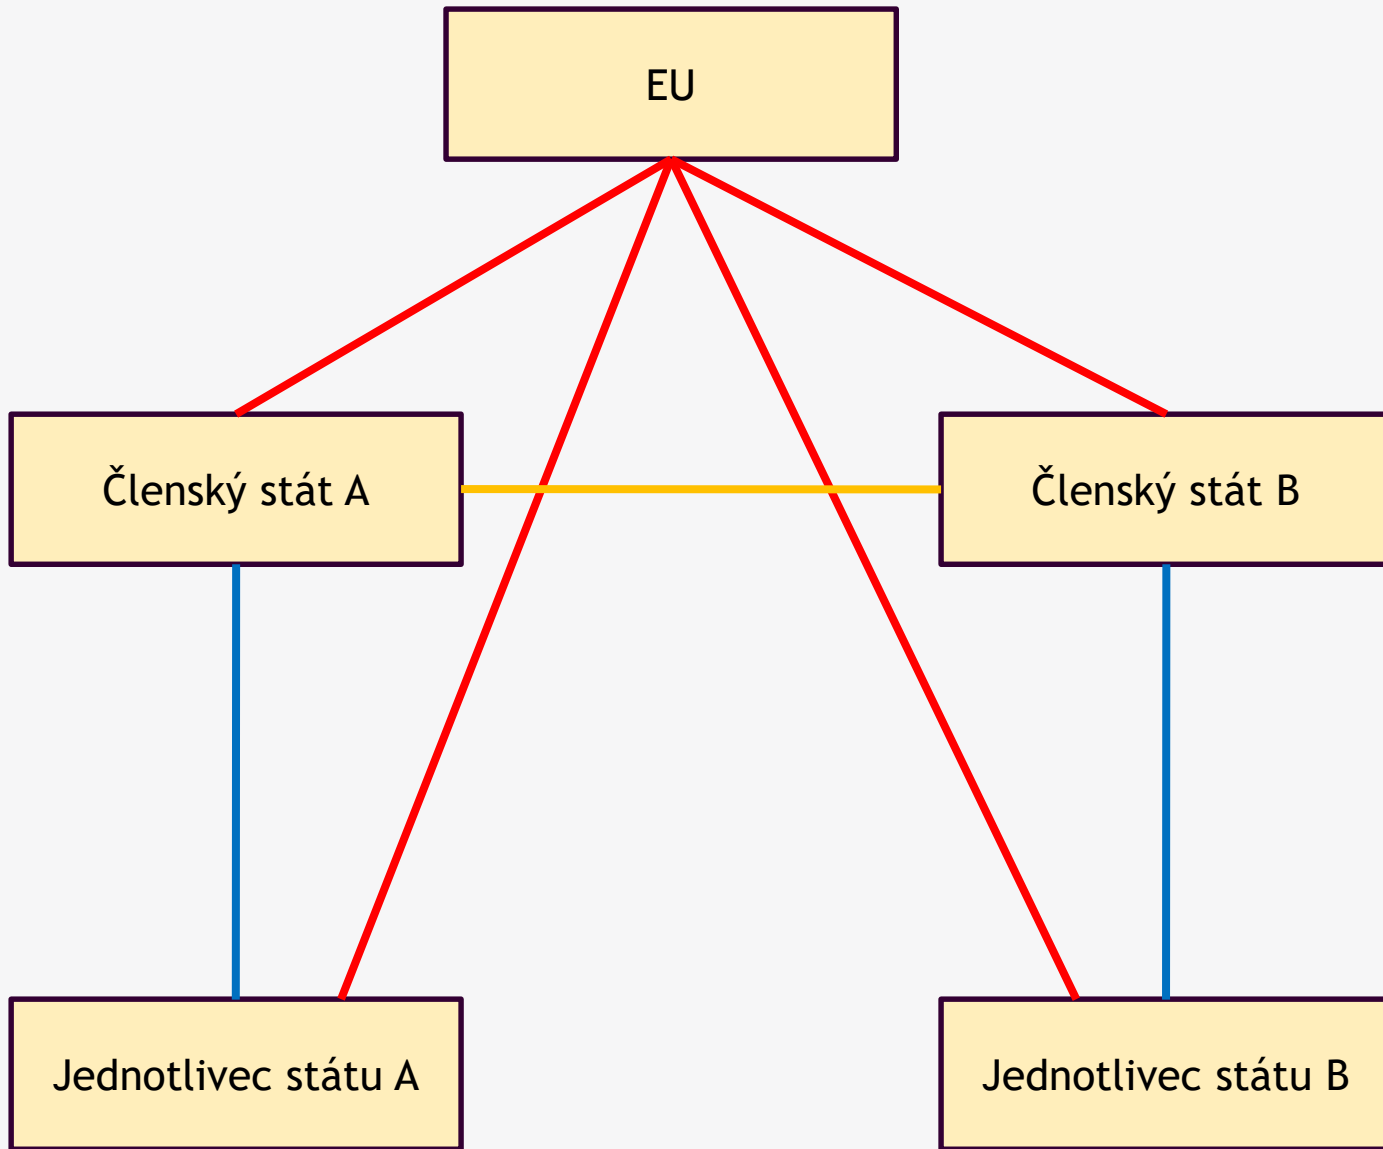 EU
Členský stát A
Členský stát B
Jednotlivec státu A
Jednotlivec státu B